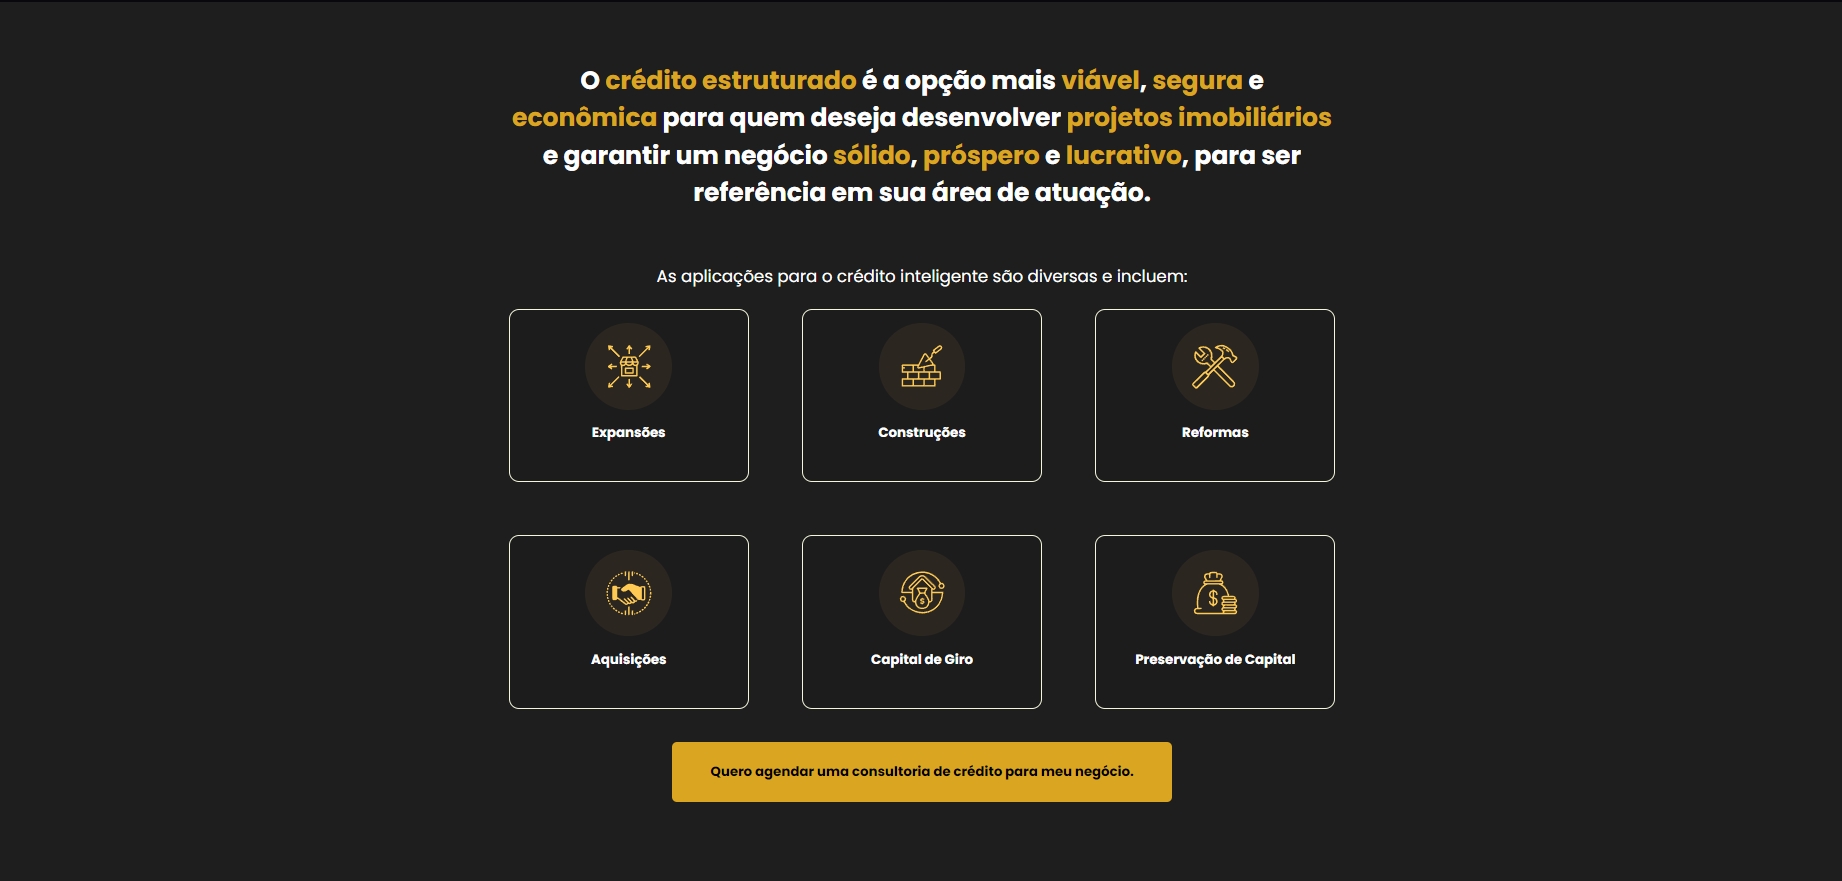 O crédito estruturado é a opção mais viável, segura e
econômica para quem deseja desenvolver projetos imobiliários
e garantir um negócio sólido, próspero e lucrativo, para ser
referência em sua área de atuação.
As aplicações para o crédito inteligente são diversas e incluem:
Expansões
Construções
Reformas
Aquisições
Capital de Giro
Preservação de Capital
Quero agendar uma consultoria de crédito para meu negócio.